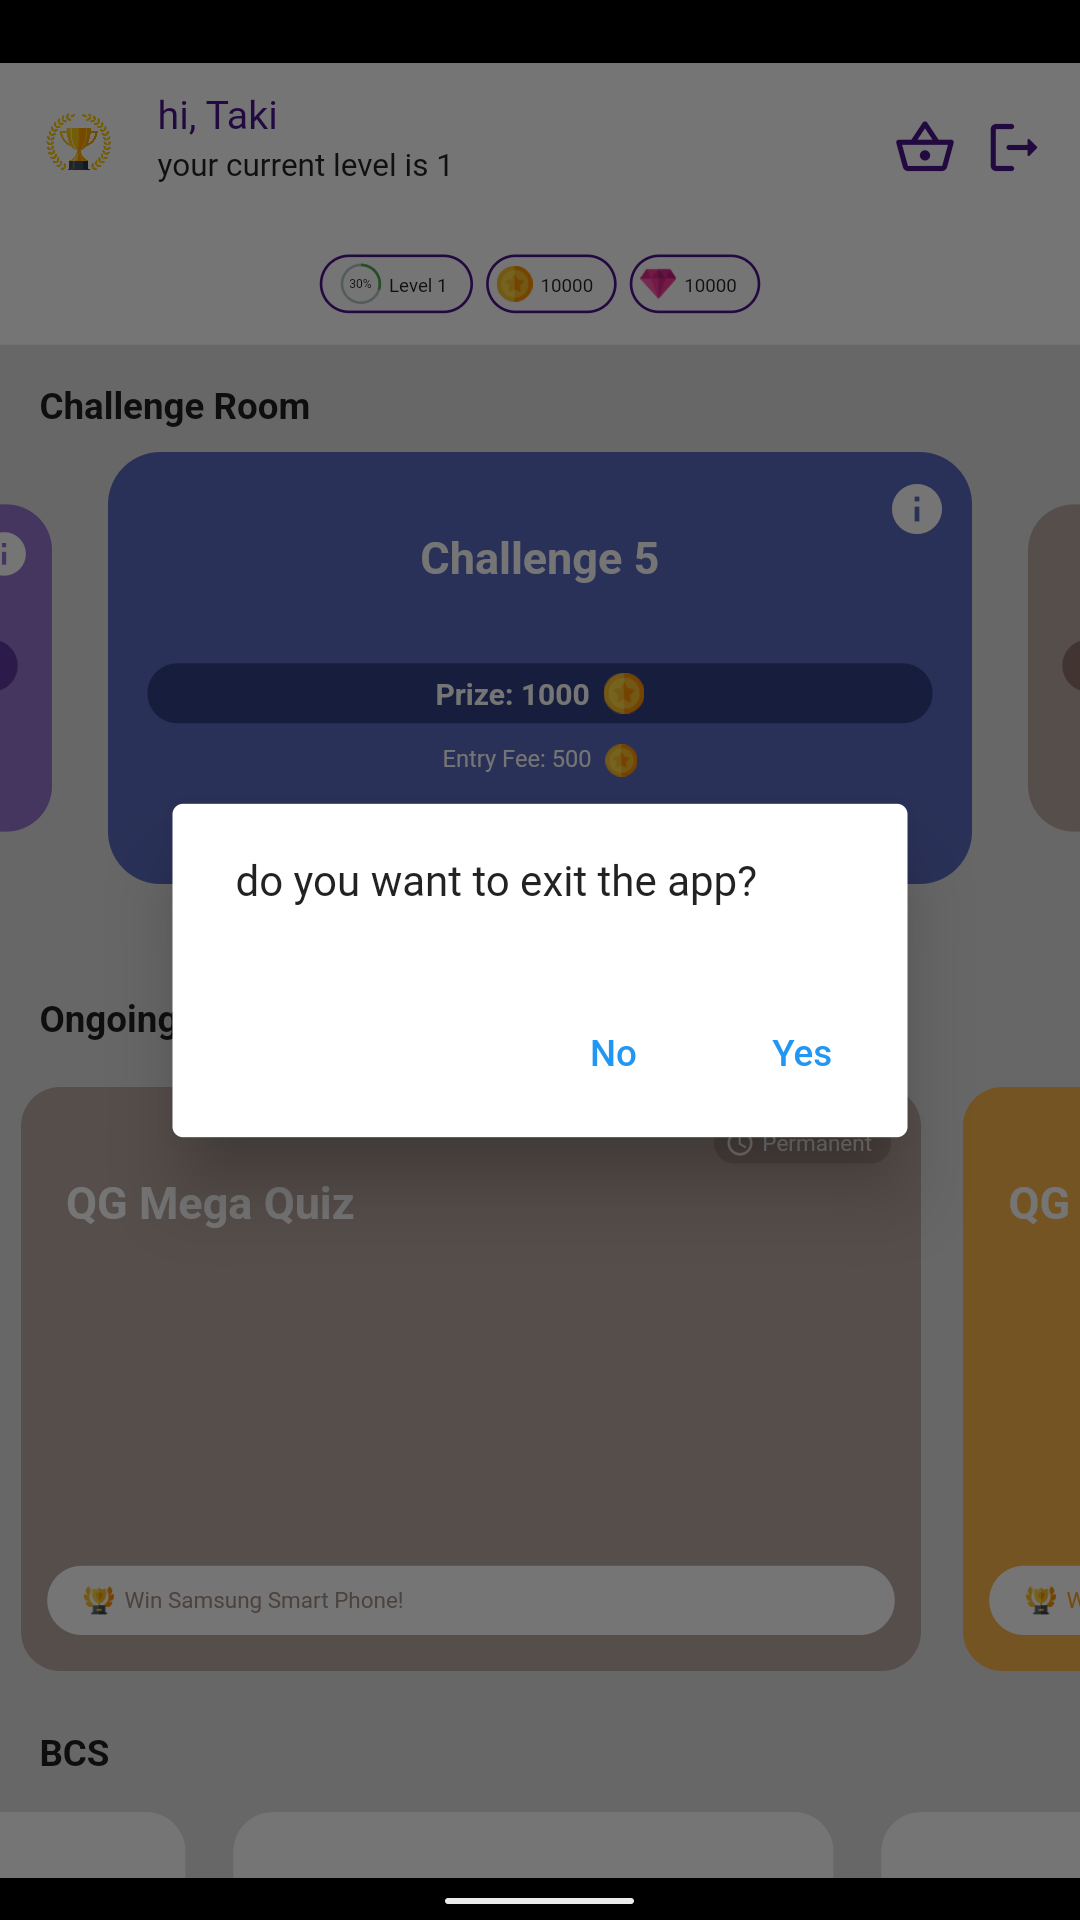 hi, Taki
your current level is 1
30% Level 1 10000 10000
Challenge Room
i
i
Challenge 5
Prize: 1000
Entry Fee: 500
do you want to exit the app?
No Yes
Ongoing
Permanent
QG Mega Quiz
QG
Win Samsung Smart Phone!
W
BCS